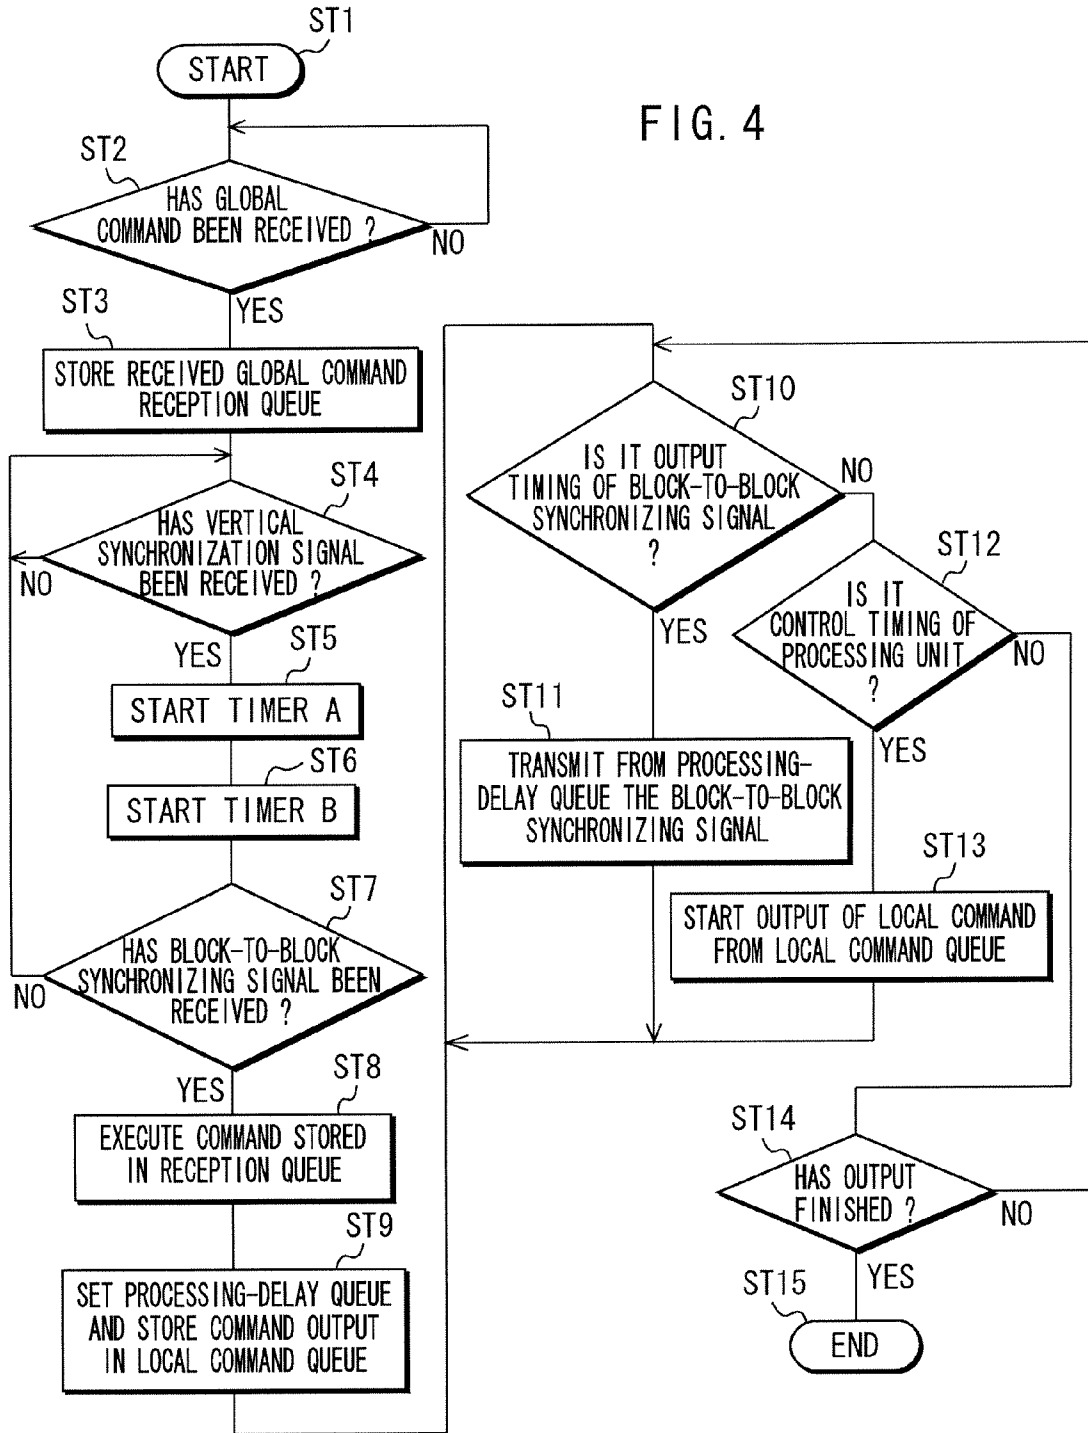 ST1
START
FIG. 4
ST2
HAS GLOBAL
COMMAND BEEN RECEIVED ?
NO
YES
ST3
STORE RECEIVED GLOBAL COMMAND
RECEPTION QUEUE
ST4
HAS VERTICAL
SYNCHRONIZATION SIGNAL
BEEN RECEIVED ?
NO
YES
ST5
START TIMER A
ST6
START TIMER B
ST7
HAS BLOCK-TO-BLOCK
SYNCHRONIZING SIGNAL BEEN
RECEIVED ?
NO
YES
ST8
EXECUTE COMMAND STORED
IN RECEPTION QUEUE
ST9
SET PROCESSING-DELAY QUEUE
AND STORE COMMAND OUTPUT
IN LOCAL COMMAND QUEUE
ST10
IS IT OUTPUT
TIMING OF BLOCK-TO-BLOCK
SYNCHRONIZING SIGNAL
?
NO
YES
ST11
TRANSMIT FROM PROCESSING-
DELAY QUEUE THE BLOCK-TO-BLOCK
SYNCHRONIZING SIGNAL
ST12
IS IT
CONTROL TIMING OF
PROCESSING UNIT
?
NO
YES
ST13
START OUTPUT OF LOCAL COMMAND
FROM LOCAL COMMAND QUEUE
ST14
HAS OUTPUT
FINISHED ?
NO
YES
ST15
END